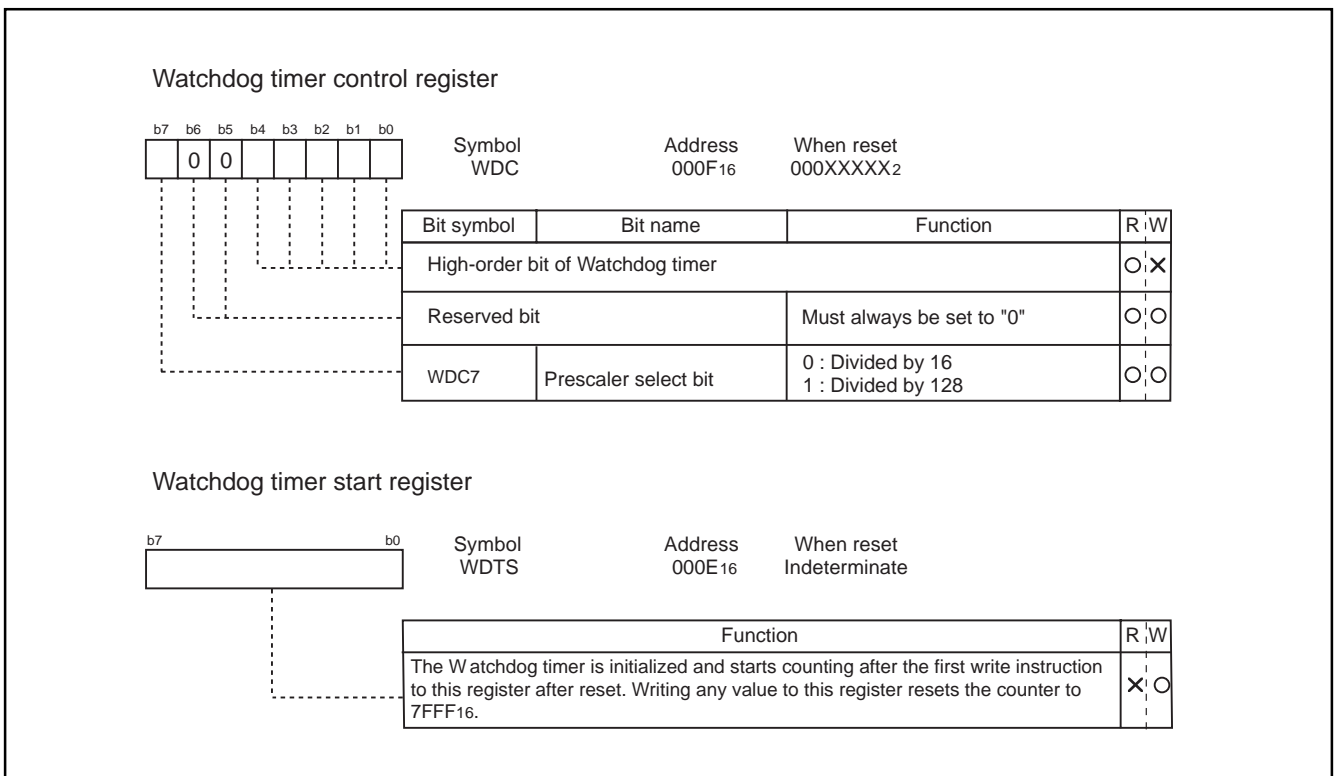 Watchdog timer control register
b7 b6 b5 b4 b3 b2 b1 b0
0 0
Symbol Address When reset
WDC 000F16 000XXXXX2
Bit symbol Bit name Function R W
High-order bit of Watchdog timer O X
Reserved bit Must always be set to "0" O O
WDC7 Prescaler select bit 0 : Divided by 16 O O
1 : Divided by 128
Watchdog timer start register
b7 b0
Symbol Address When reset
WDTS 000E16 Indeterminate
Function R W
The W atchdog timer is initialized and starts counting after the first write instruction
to this register after reset. Writing any value to this register resets the counter to X O
7FFF16.